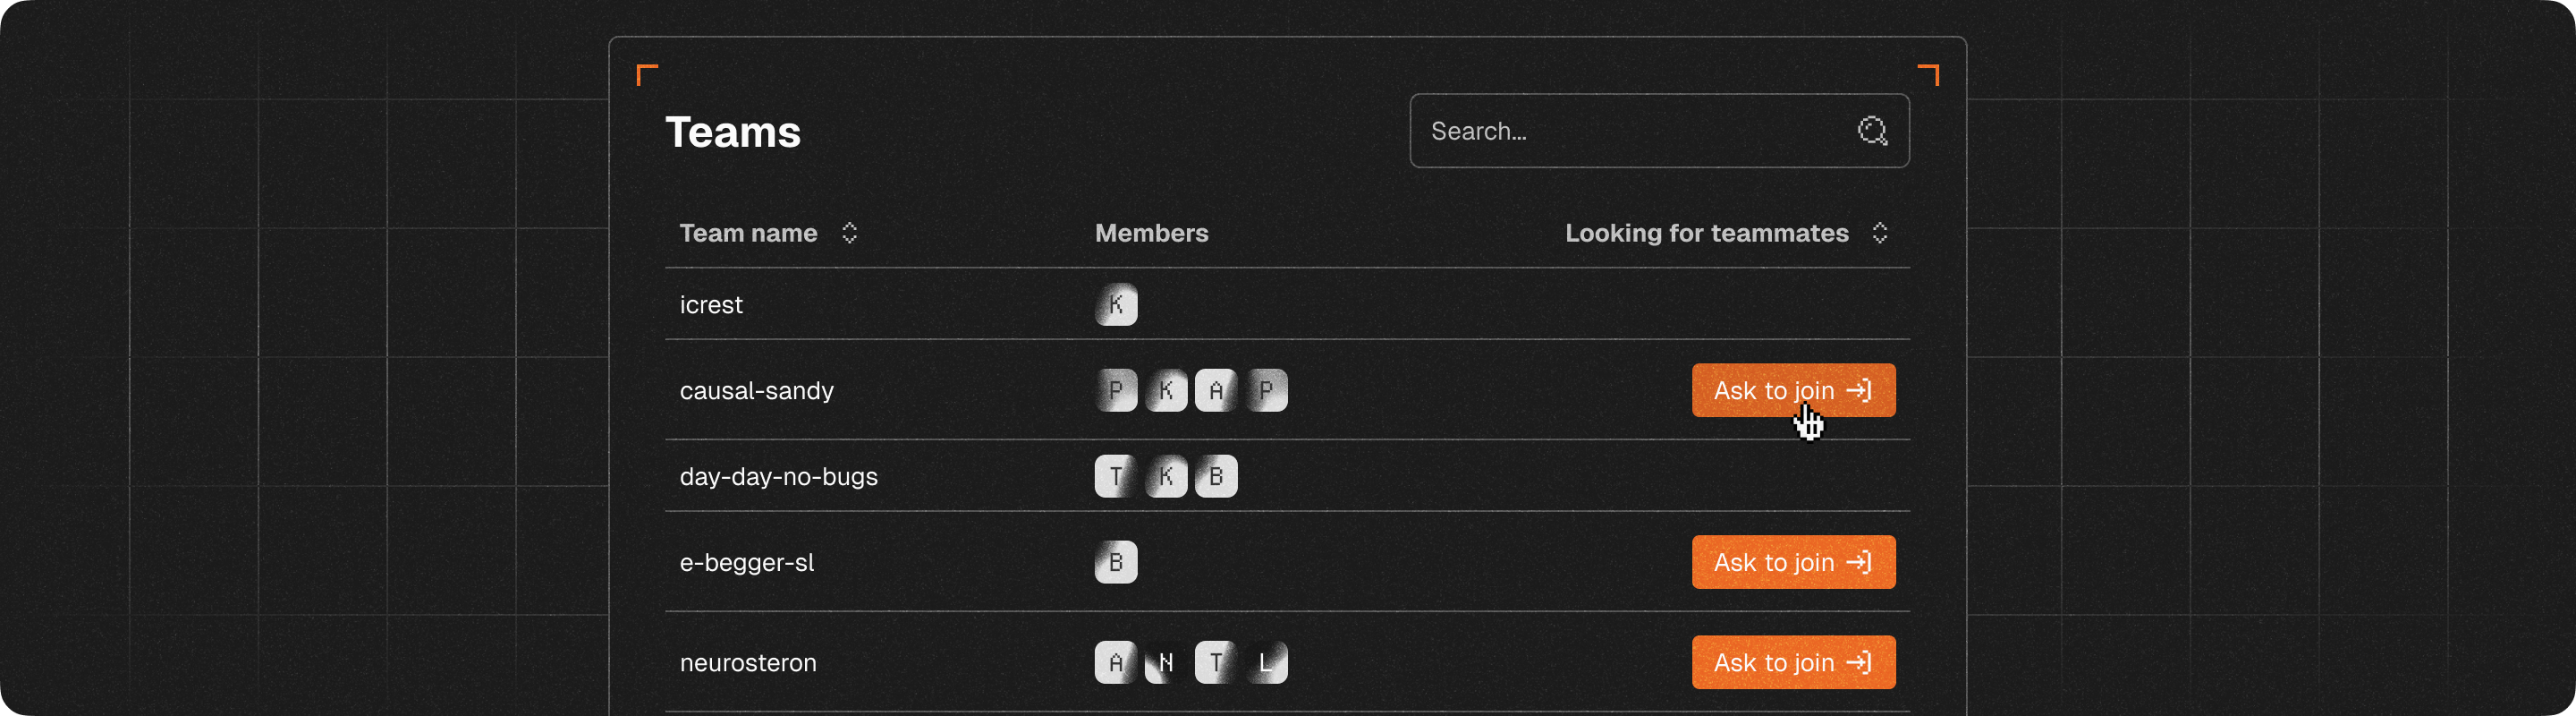 Teams
Search...
Team name Members Looking for teammates
icrest K
causal-sandy P K A P Ask to join
day-day-no-bugs T K B
e-begger-sl B Ask to join
neurosteron A N T L Ask to join